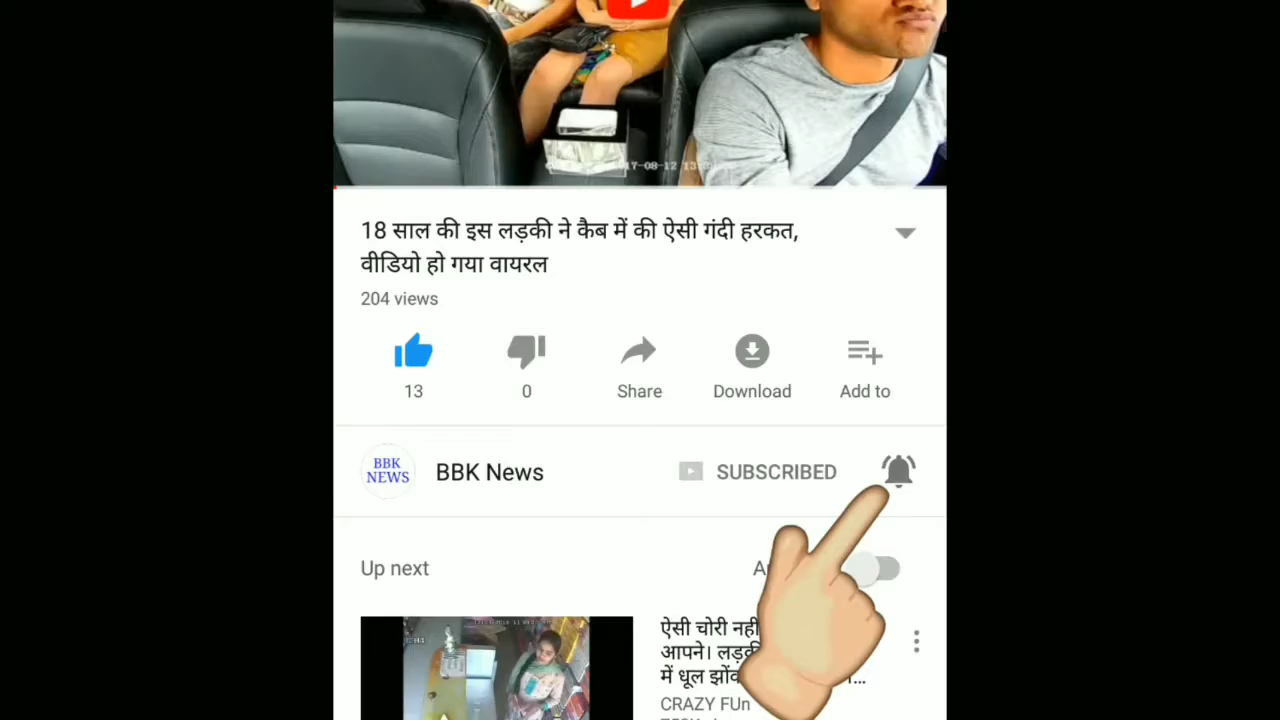 18 साल की इस लड़की ने कैब में की ऐसी गंदी हरकत,
वीडियो हो गया वायरल
204 views
13
0
Share
Download
Add to
BBK
NEWS
BBK News
SUBSCRIBED
Up next
ऐसी चोरी नहीं
आपने। लड़की
में धूल झोंक
CRAZY FUn